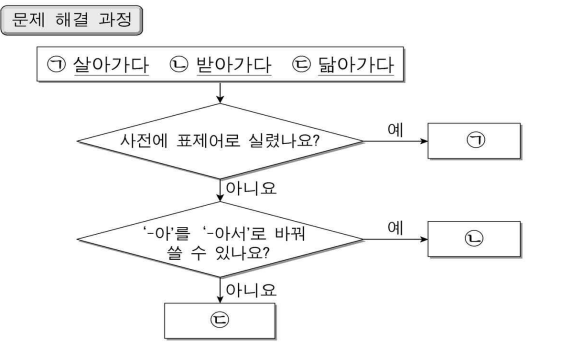 문제 해결 과정
㉠ 살아가다 ㉡ 받아가다 ㉢ 닮아가다
사전에 표제어로 실렸나요?
예
㉠
아니요
‘-아’를 ‘-아서’로 바꿔
쓸 수 있나요?
예
㉡
아니요
㉢